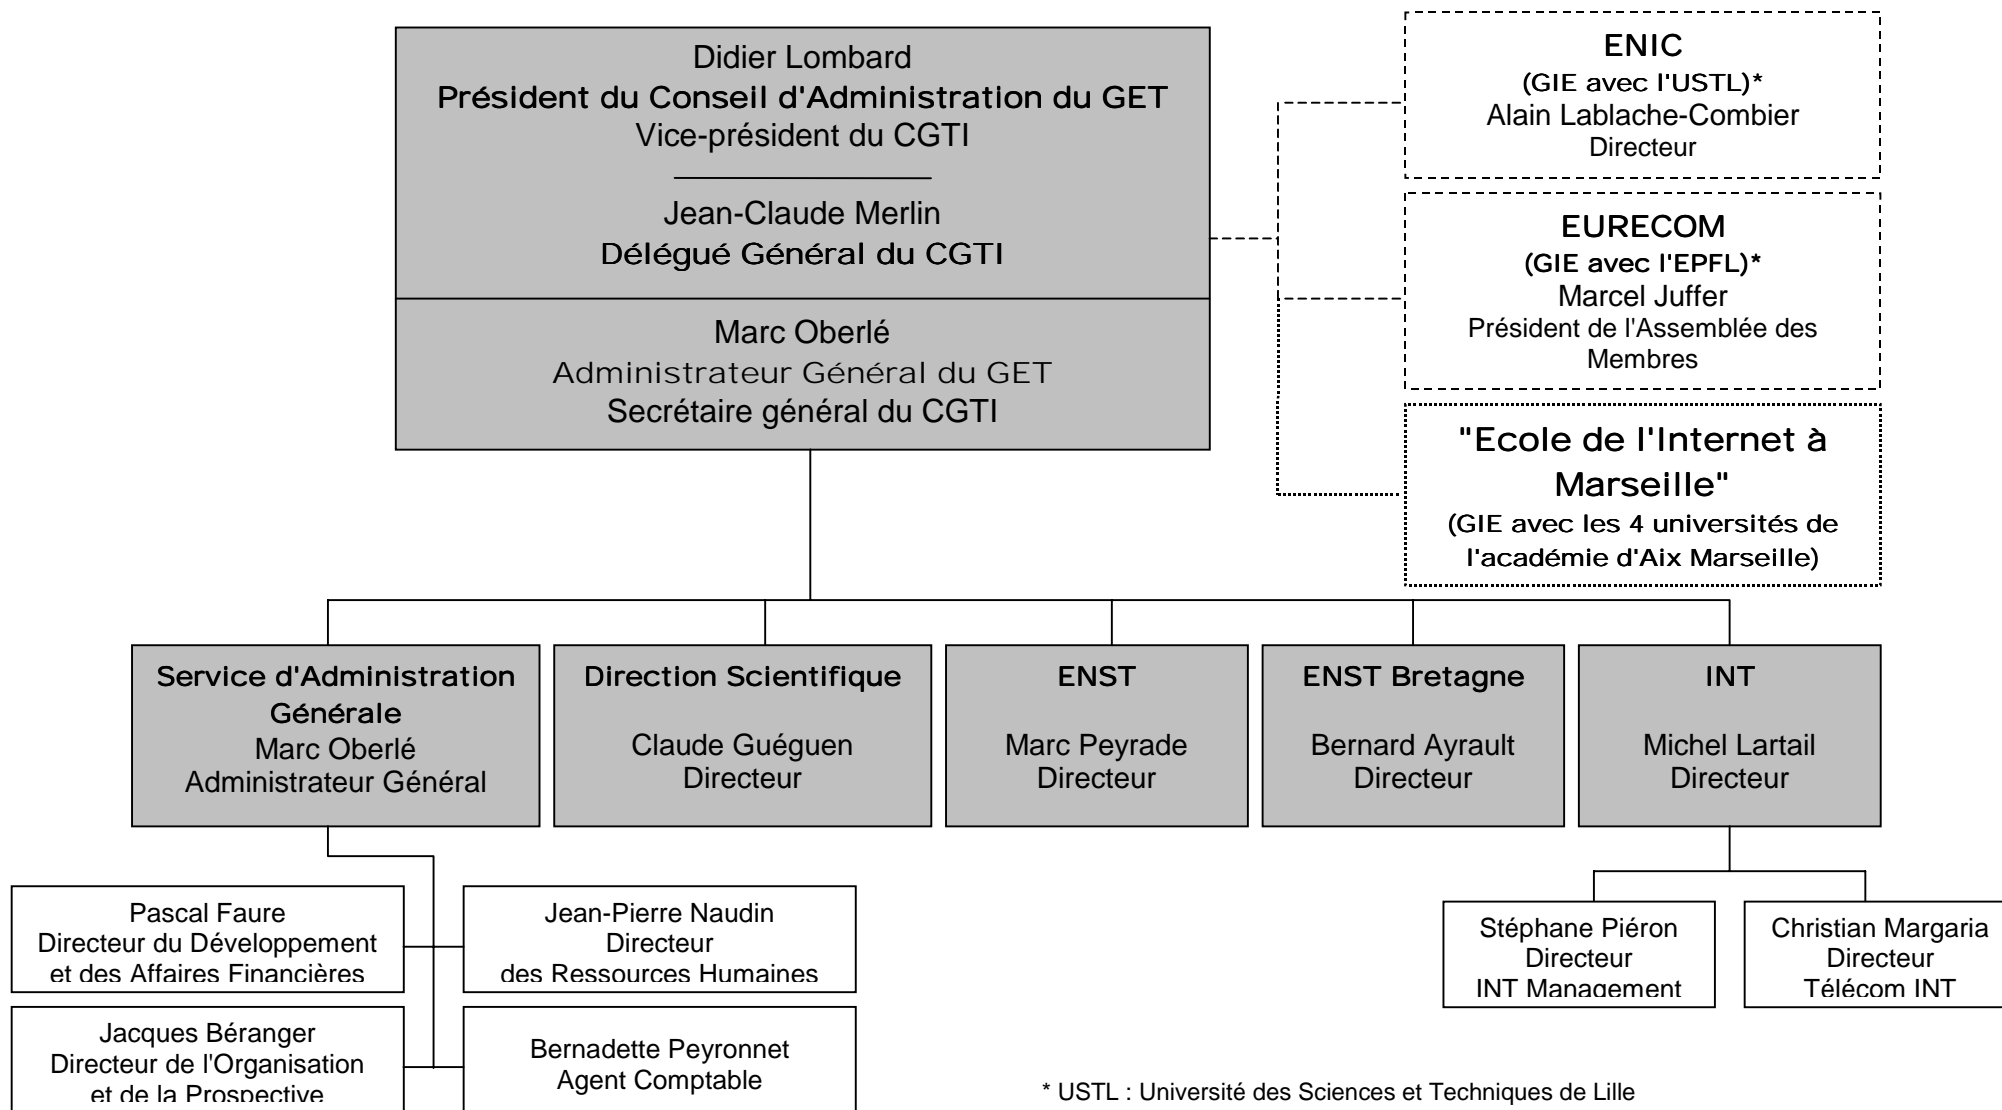 Didier Lombard
Président du Conseil d'Administration du GET
Vice-président du CGTI
Jean-Claude Merlin
Délégué Général du CGTI
Marc Oberlé
Administrateur Général du GET
Secrétaire général du CGTI
ENIC
(GIE avec l'USTL)*
Alain Lablache-Combier
Directeur
EURECOM
(GIE avec l'EPFL)*
Marcel Juffer
Président de l'Assemblée des
Membres
"Ecole de l'Internet à
Marseille"
(GIE avec les 4 universités de
l'académie d'Aix Marseille)
Service d'Administration
Générale
Marc Oberlé
Administrateur Général
Direction Scientifique
Claude Guéguen
Directeur
ENST
Marc Peyrade
Directeur
ENST Bretagne
Bernard Ayrault
Directeur
INT
Michel Lartail
Directeur
Pascal Faure
Directeur du Développement
et des Affaires Financières
Jean-Pierre Naudin
Directeur
des Ressources Humaines
Jacques Béranger
Directeur de l'Organisation
et de la Prospective
Bernadette Peyronnet
Agent Comptable
Stéphane Piéron
Directeur
INT Management
Christian Margaria
Directeur
Télécom INT
* USTL : Université des Sciences et Techniques de Lille